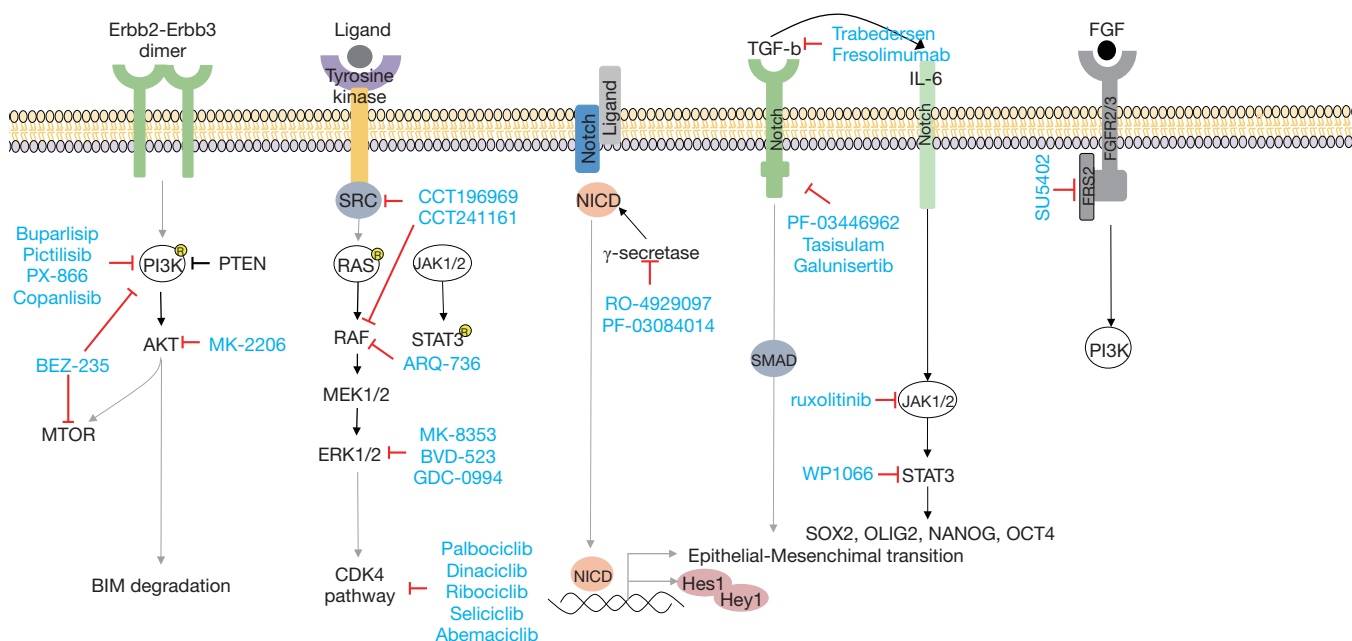 Erbb2-Erbb3
dimer
Buparlisip
Pictilisib
PX-866
Copanlisib
PI3K
R
PTEN
AKT
MK-2206
BEZ-235
MTOR
BIM degradation
Ligand
Tyrosine
kinase
SRC
CCT196969
CCT241161
RAS
R
JAK1/2
RAF
STAT3
R
ARQ-736
MEK1/2
ERK1/2
MK-8353
BVD-523
GDC-0994
CDK4
pathway
Palbociclib
Dinaciclib
Ribociclib
Seliciclib
Abemaciclib
Notch
Ligand
NICD
γ-secretase
RO-4929097
PF-03084014
NICD
Hes1
Hey1
TGF-b
Trabedersen
Fresolimumab
Notch
PF-03446962
Tasisulam
Galunisertib
SMAD
Epithelial-Mesenchimal transition
IL-6
Notch
ruxolitinib
JAK1/2
WP1066
STAT3
SOX2, OLIG2, NANOG, OCT4
FGF
FGFR2/3
FRS2
SU5402
PI3K